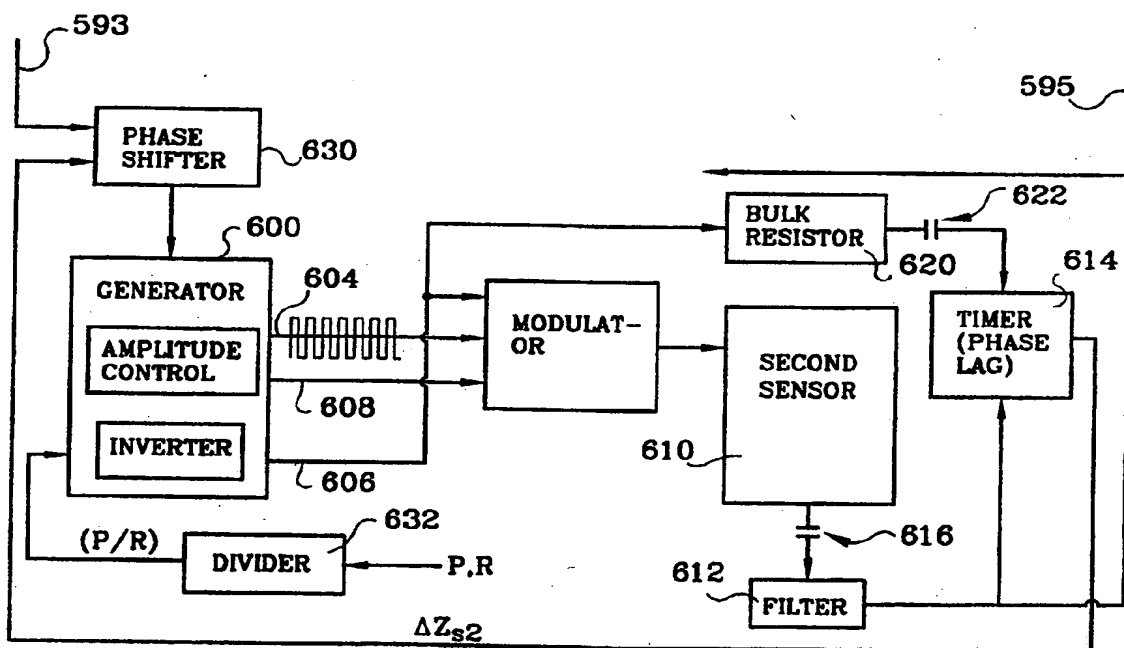 593
595
PHASE
SHIFTER
630
600
GENERATOR
604
AMPLITUDE
CONTROL
608
INVERTER
606
MODULAT-
OR
BULK
RESISTOR
620
622
614
TIMER
(PHASE
LAG)
SECOND
SENSOR
610
616
612
FILTER
(P/R)
DIVIDER
632
P,R
ΔZs2